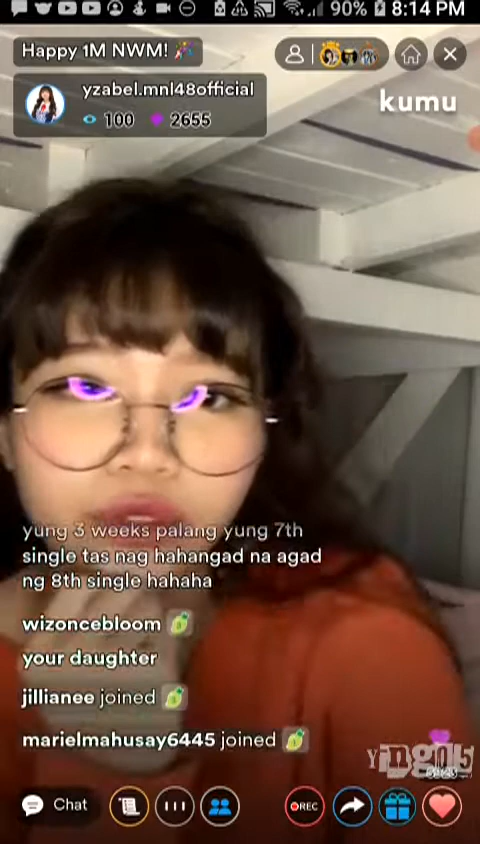 90% 8:14 PM
Happy 1M NWM!
yzabel.mnl48official
100 2655
kumu
yung 3 weeks palang yung 7th
single tas nag hahangad na agad
ng 8th single hahaha
wizoncebloom
your daughter
jillianee joined
marielmahusay6445 joined
Chat
REC